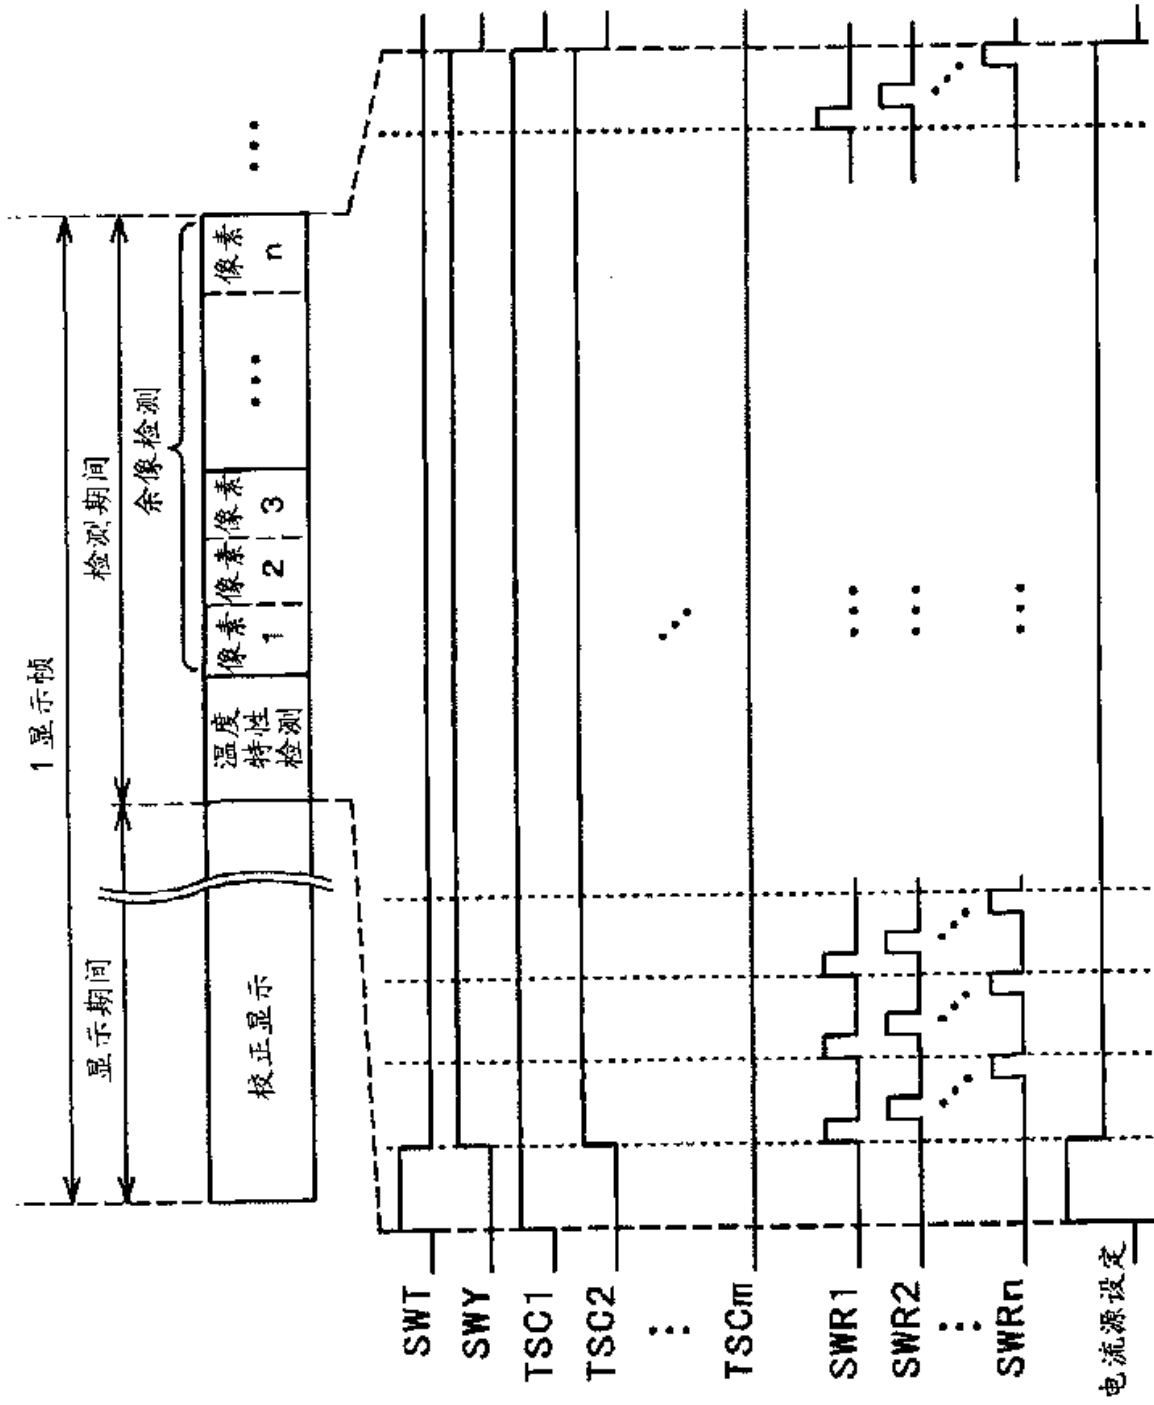 1显示帧
显示期间
检测期间
余像检测
校正显示
温度
特性
检测
像素
1
像素
2
像素
3
像素
n
SWT
SWY
TSC1
TSC2
TSCm
SWR1
SWR2
SWRn
电流源设定